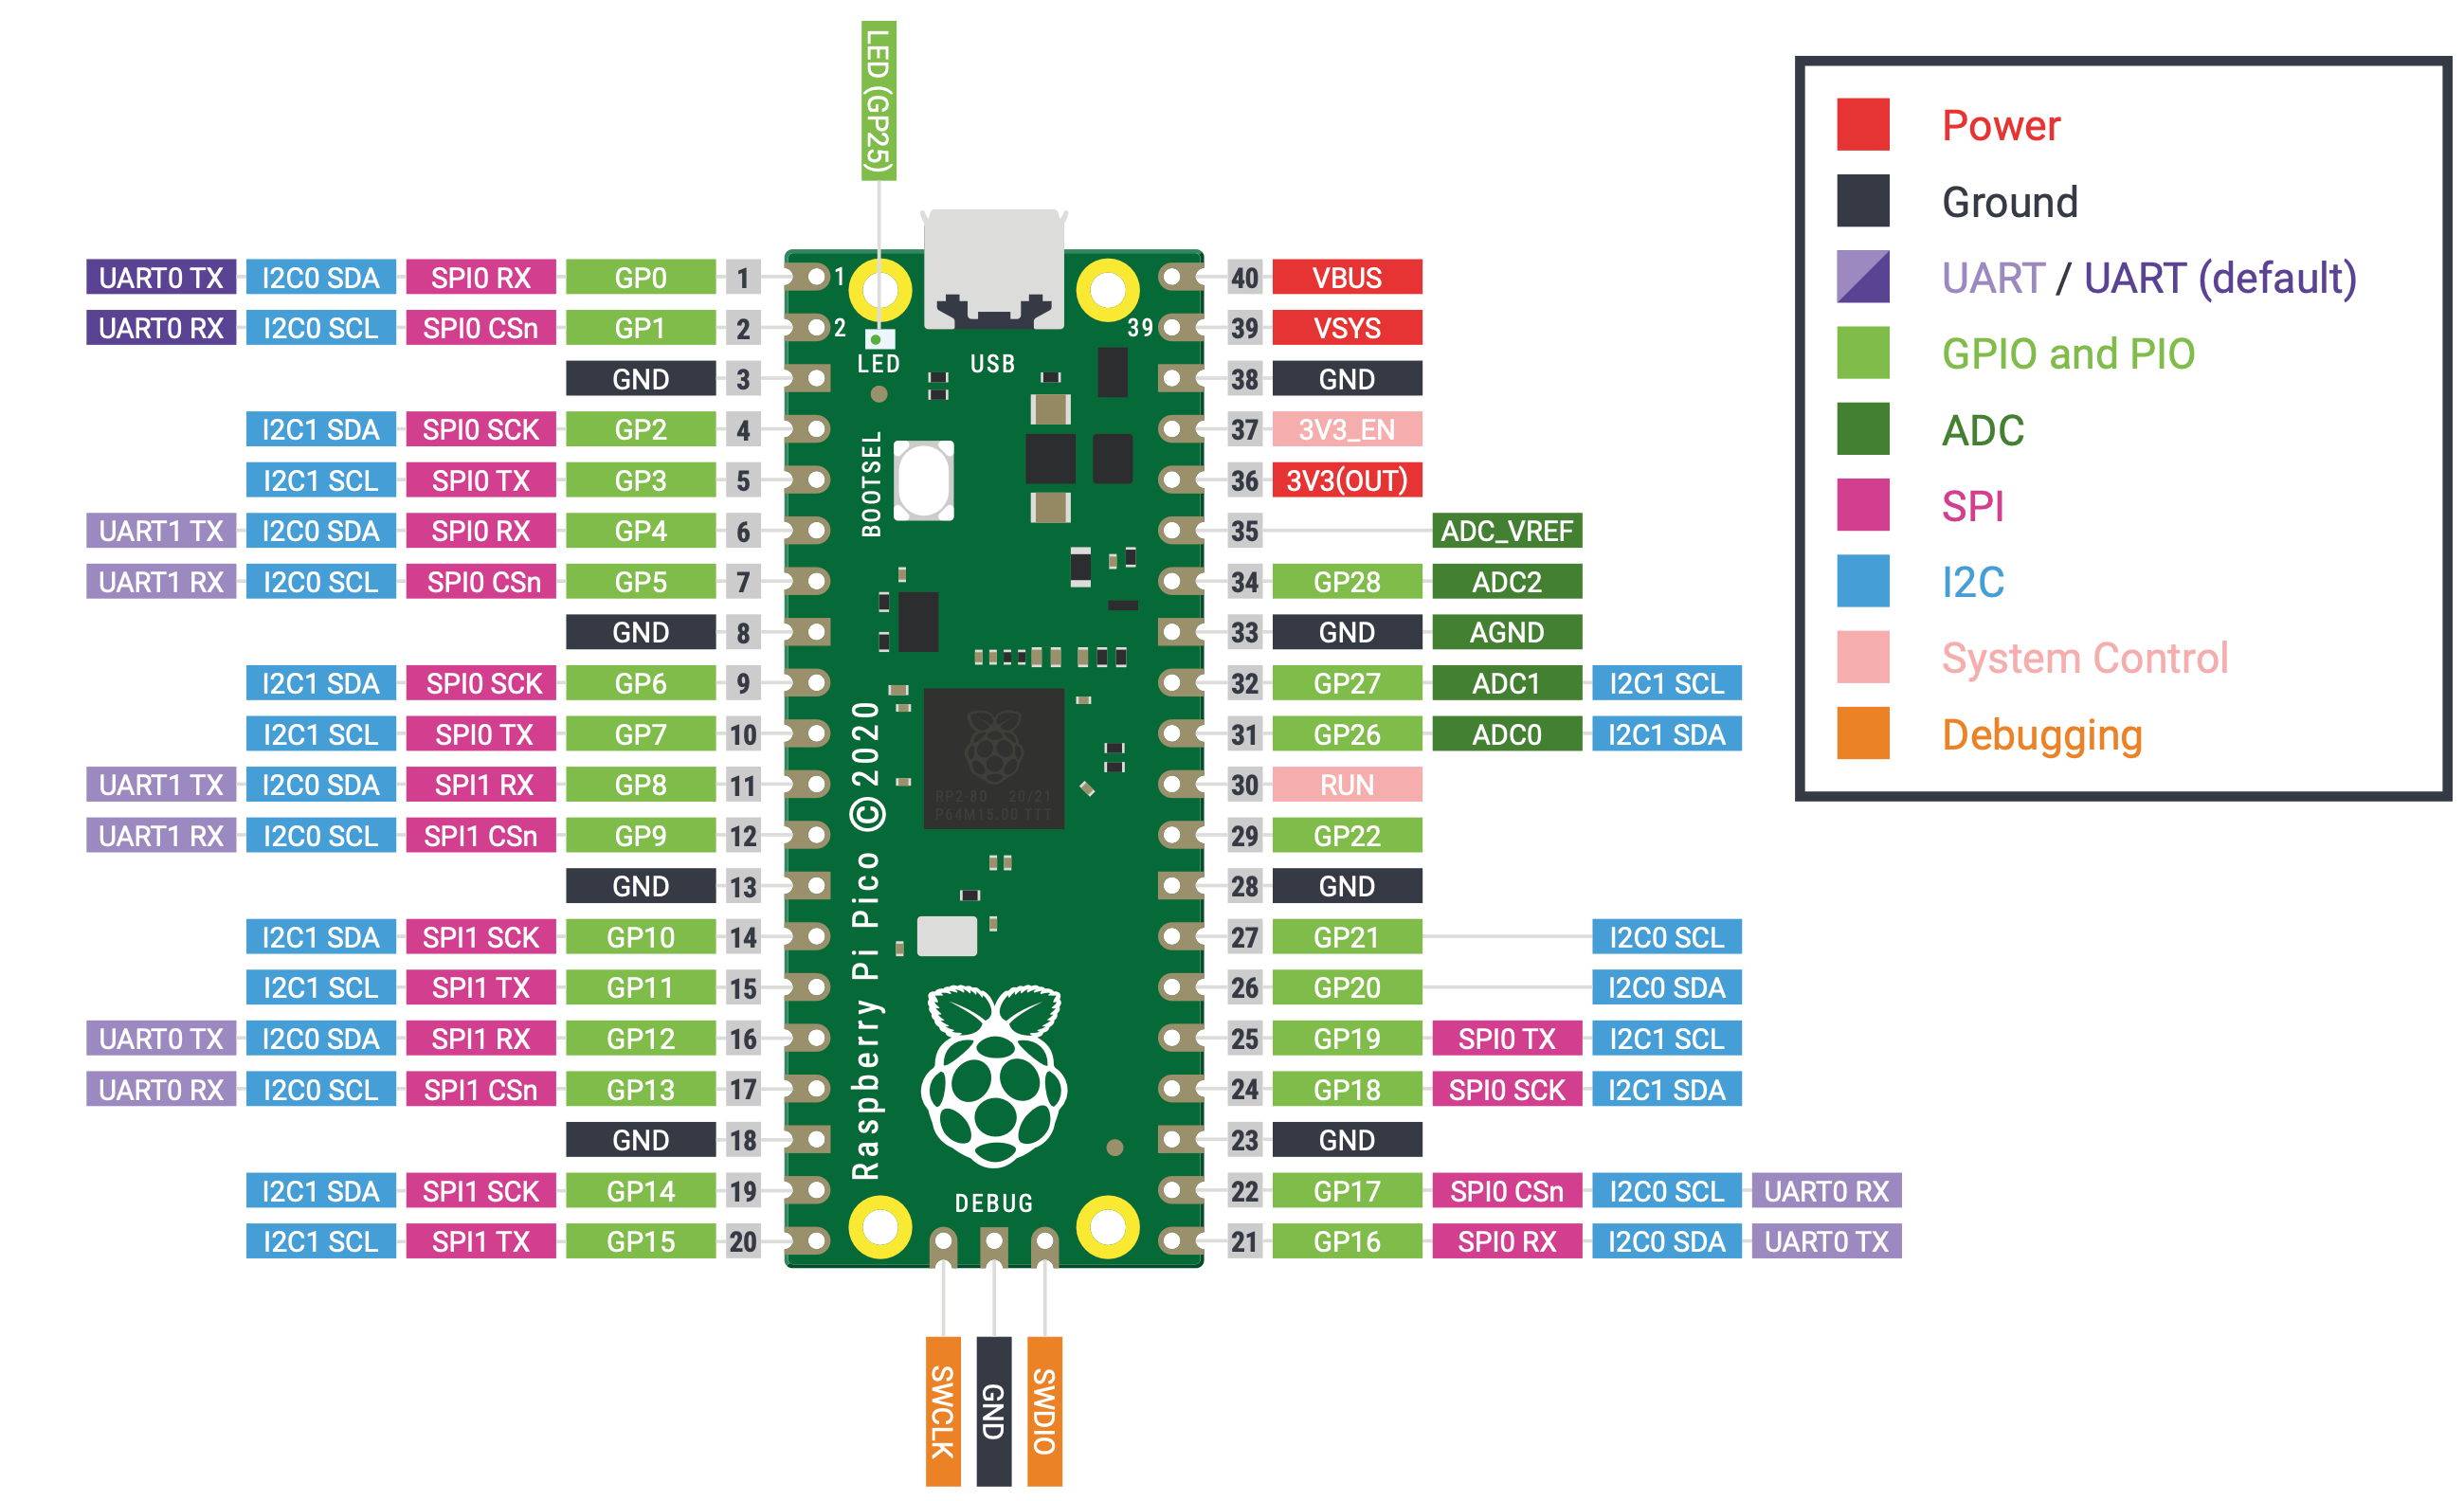 LED (GP25)
UART0 TX I2C0 SDA SPI0 RX GP0 1 1 40 VBUS
UART0 RX I2C0 SCL SPI0 CSn GP1 2 2 39 39 VSYS
LED USB
GND 3 38 GND
I2C1 SDA SPI0 SCK GP2 4 37 3V3_EN
I2C1 SCL SPI0 TX GP3 5 36 3V3(OUT)
BOOTSEL
UART1 TX I2C0 SDA SPI0 RX GP4 6 35 ADC_VREF
UART1 RX I2C0 SCL SPI0 CSn GP5 7 34 GP28 ADC2
GND 8 33 GND AGND
I2C1 SDA SPI0 SCK GP6 9 32 GP27 ADC1 I2C1 SCL
I2C1 SCL SPI0 TX GP7 10 31 GP26 ADC0 I2C1 SDA
UART1 TX I2C0 SDA SPI1 RX GP8 11 30 RUN
RP2-80 20/21
P64M15.00 TTT
UART1 RX I2C0 SCL SPI1 CSn GP9 12 29 GP22
GND 13 28 GND
Raspberry Pi Pico ©2020
I2C1 SDA SPI1 SCK GP10 14 27 GP21 I2C0 SCL
I2C1 SCL SPI1 TX GP11 15 26 GP20 I2C0 SDA
UART0 TX I2C0 SDA SPI1 RX GP12 16 25 GP19 SPI0 TX I2C1 SCL
UART0 RX I2C0 SCL SPI1 CSn GP13 17 24 GP18 SPI0 SCK I2C1 SDA
GND 18 23 GND
I2C1 SDA SPI1 SCK GP14 19 22 GP17 SPI0 CSn I2C0 SCL UART0 RX
DEBUG
I2C1 SCL SPI1 TX GP15 20 21 GP16 SPI0 RX I2C0 SDA UART0 TX
SWCLK
GND
SWDIO
Power
Ground
UART / UART (default)
GPIO and PIO
ADC
SPI
I2C
System Control
Debugging